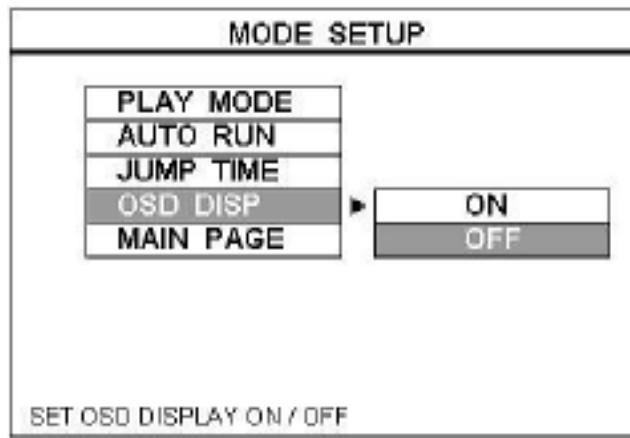 MODE SETUP
PLAY MODE
AUTO RUN
JUMP TIME
OSD DISP ▶ ON
MAIN PAGE OFF
SET OSD DISPLAY ON / OFF